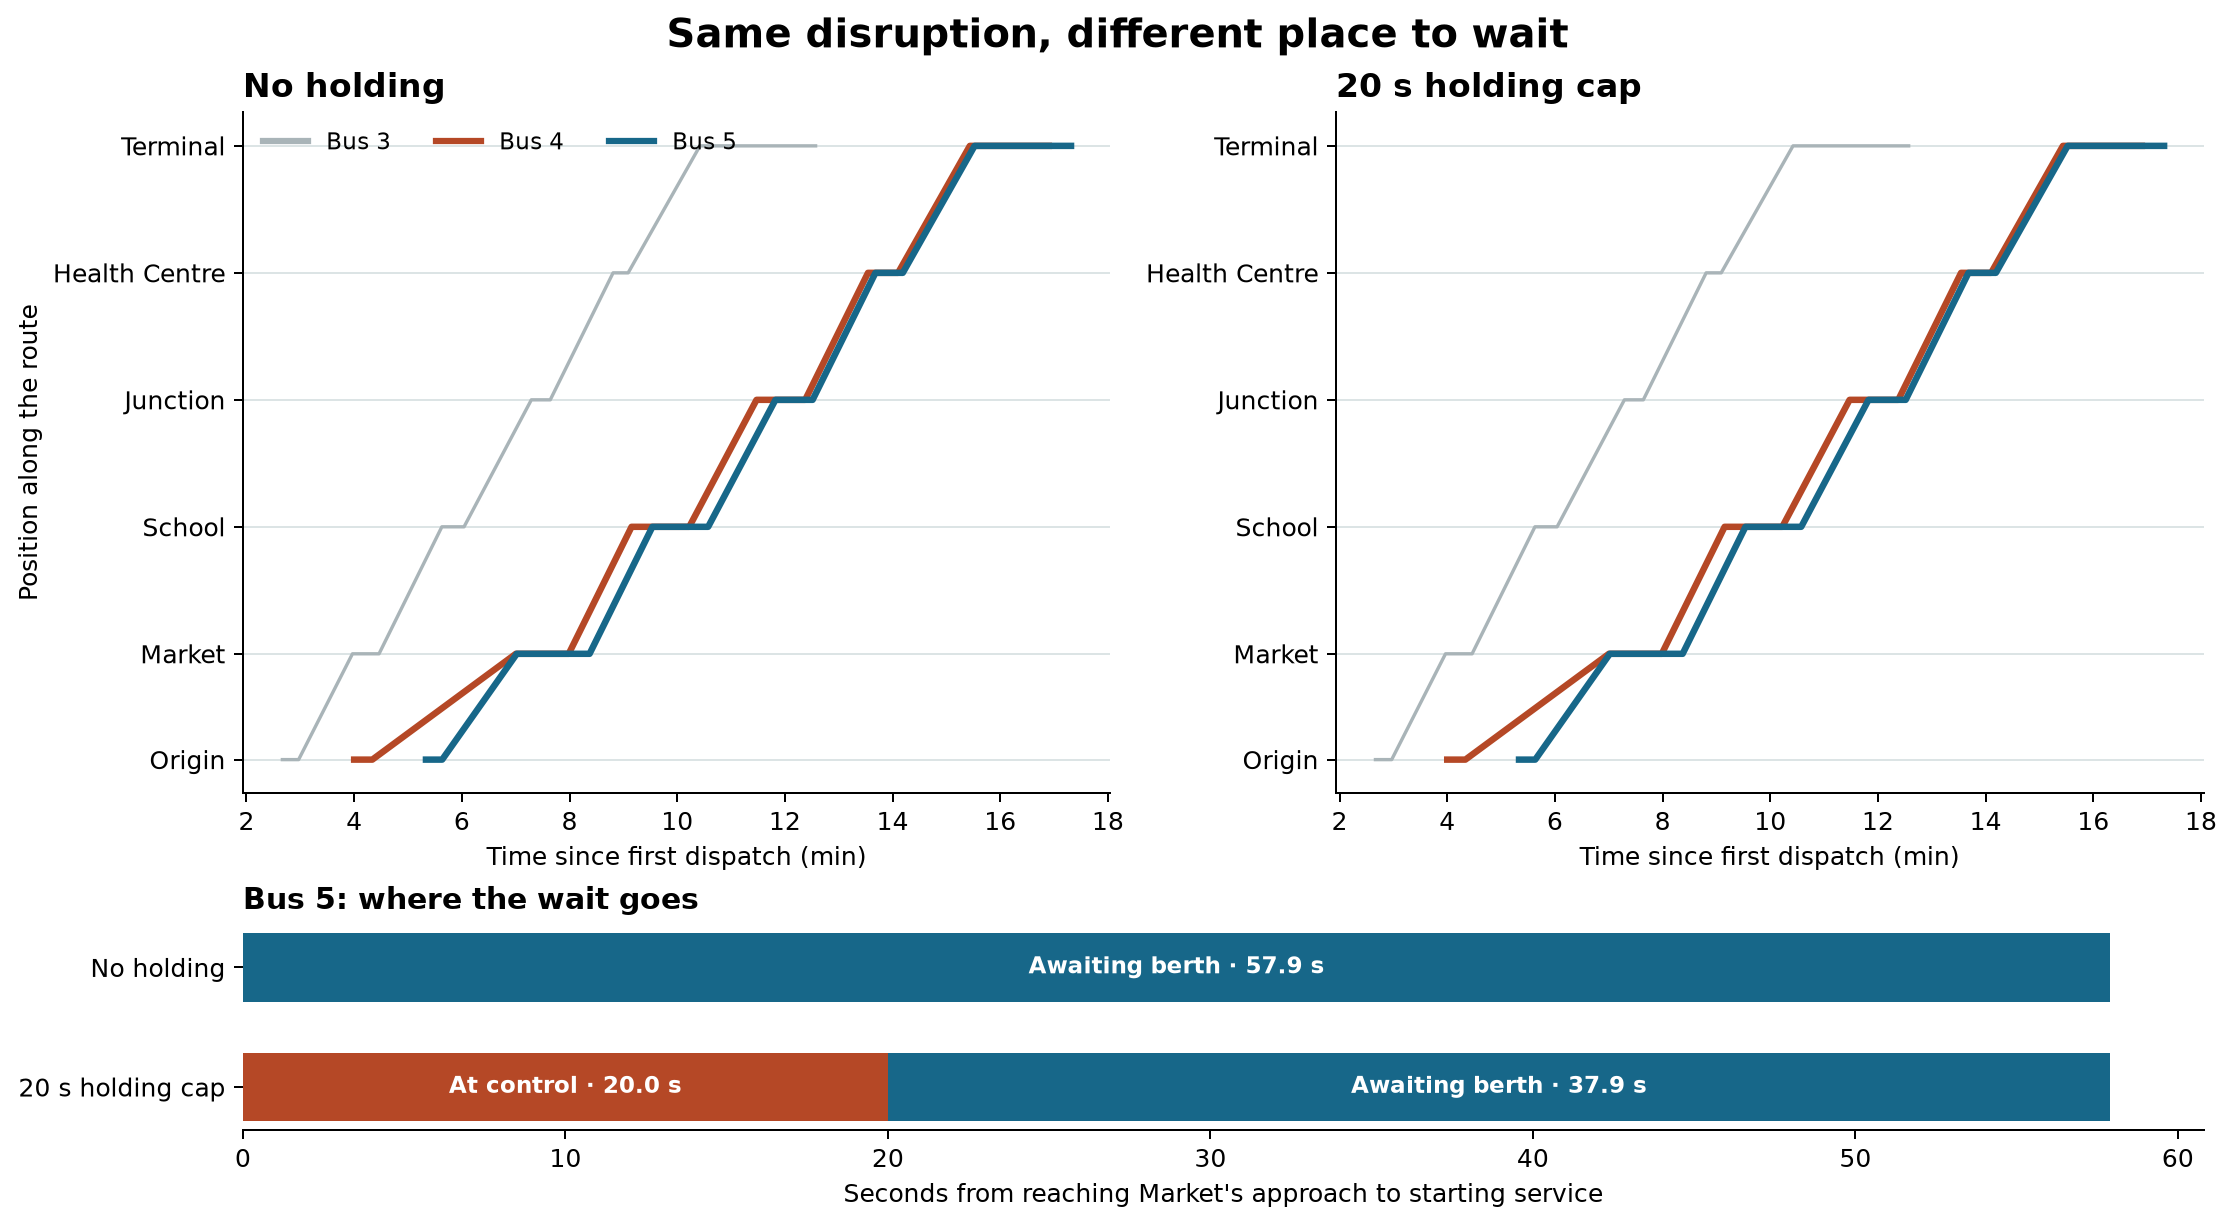 Same disruption, different place to wait
No holding
Bus 3
Bus 4
Bus 5
Terminal
Health Centre
Junction
School
Market
Origin
Position along the route
2 4 6 8 10 12 14 16 18
Time since first dispatch (min)
20 s holding cap
Terminal
Health Centre
Junction
School
Market
Origin
2 4 6 8 10 12 14 16 18
Time since first dispatch (min)
Bus 5: where the wait goes
No holding
Awaiting berth · 57.9 s
20 s holding cap
At control · 20.0 s
Awaiting berth · 37.9 s
0 10 20 30 40 50 60
Seconds from reaching Market's approach to starting service